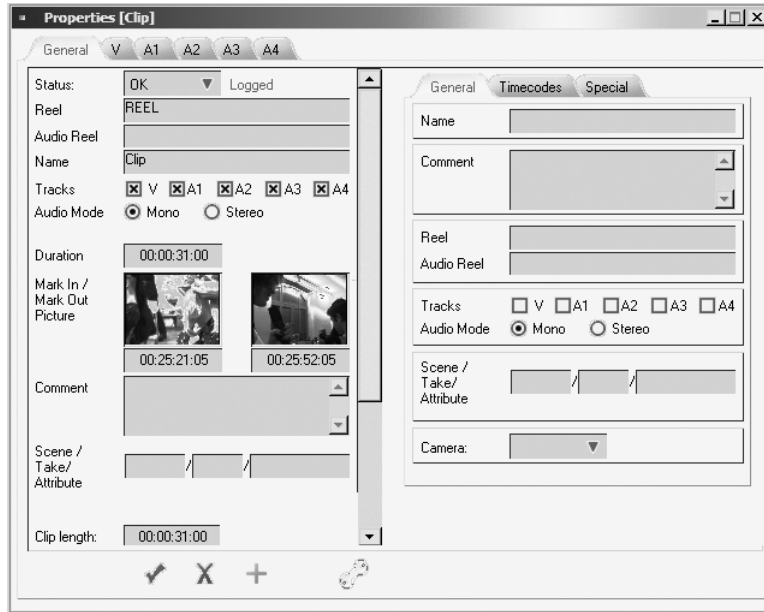 Properties [Clip]
General V A1 A2 A3 A4
Status: OK Logged
Reel REEL
Audio Reel
Name Clip
Tracks V A1 A2 A3 A4
Audio Mode Mono Stereo
Duration 00:00:31:00
Mark In /
Mark Out
Picture
00:25:21:05 00:25:52:05
Comment
Scene /
Take/
Attribute / /
Clip length: 00:00:31:00
General Timecodes Special
Name
Comment
Reel
Audio Reel
Tracks V A1 A2 A3 A4
Audio Mode Mono Stereo
Scene /
Take/
Attribute / /
Camera: